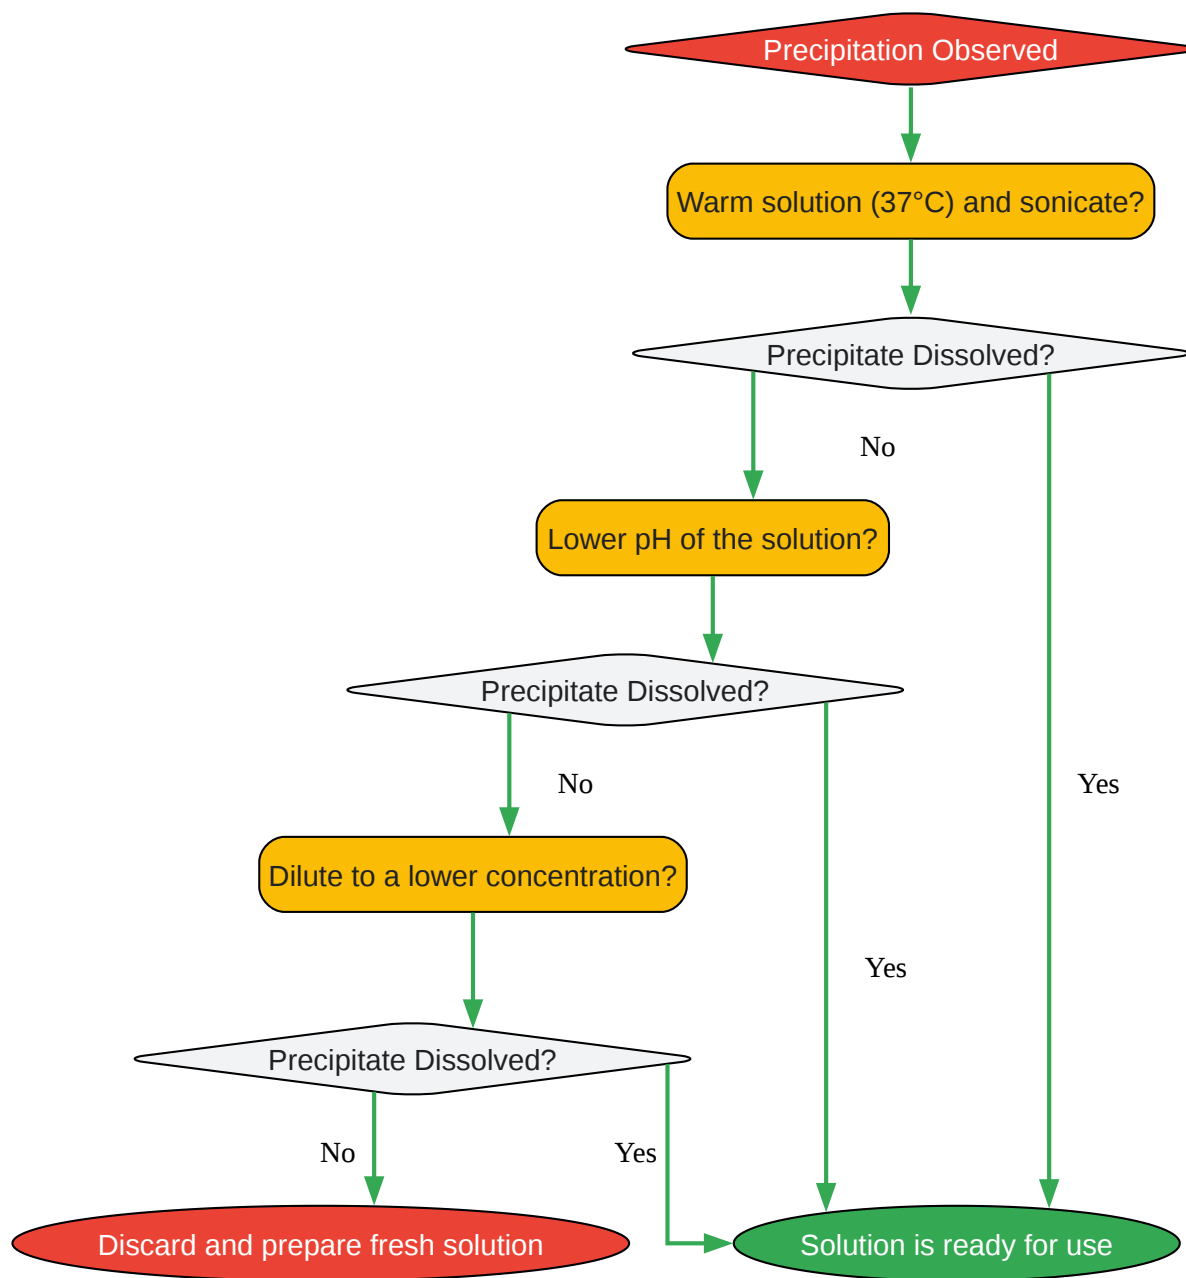 Precipitation Observed
Warm solution (37°C) and sonicate?
Precipitate Dissolved?
No
Lower pH of the solution?
Precipitate Dissolved?
No
Yes
Dilute to a lower concentration?
Yes
Precipitate Dissolved?
No
Yes
Discard and prepare fresh solution
Solution is ready for use